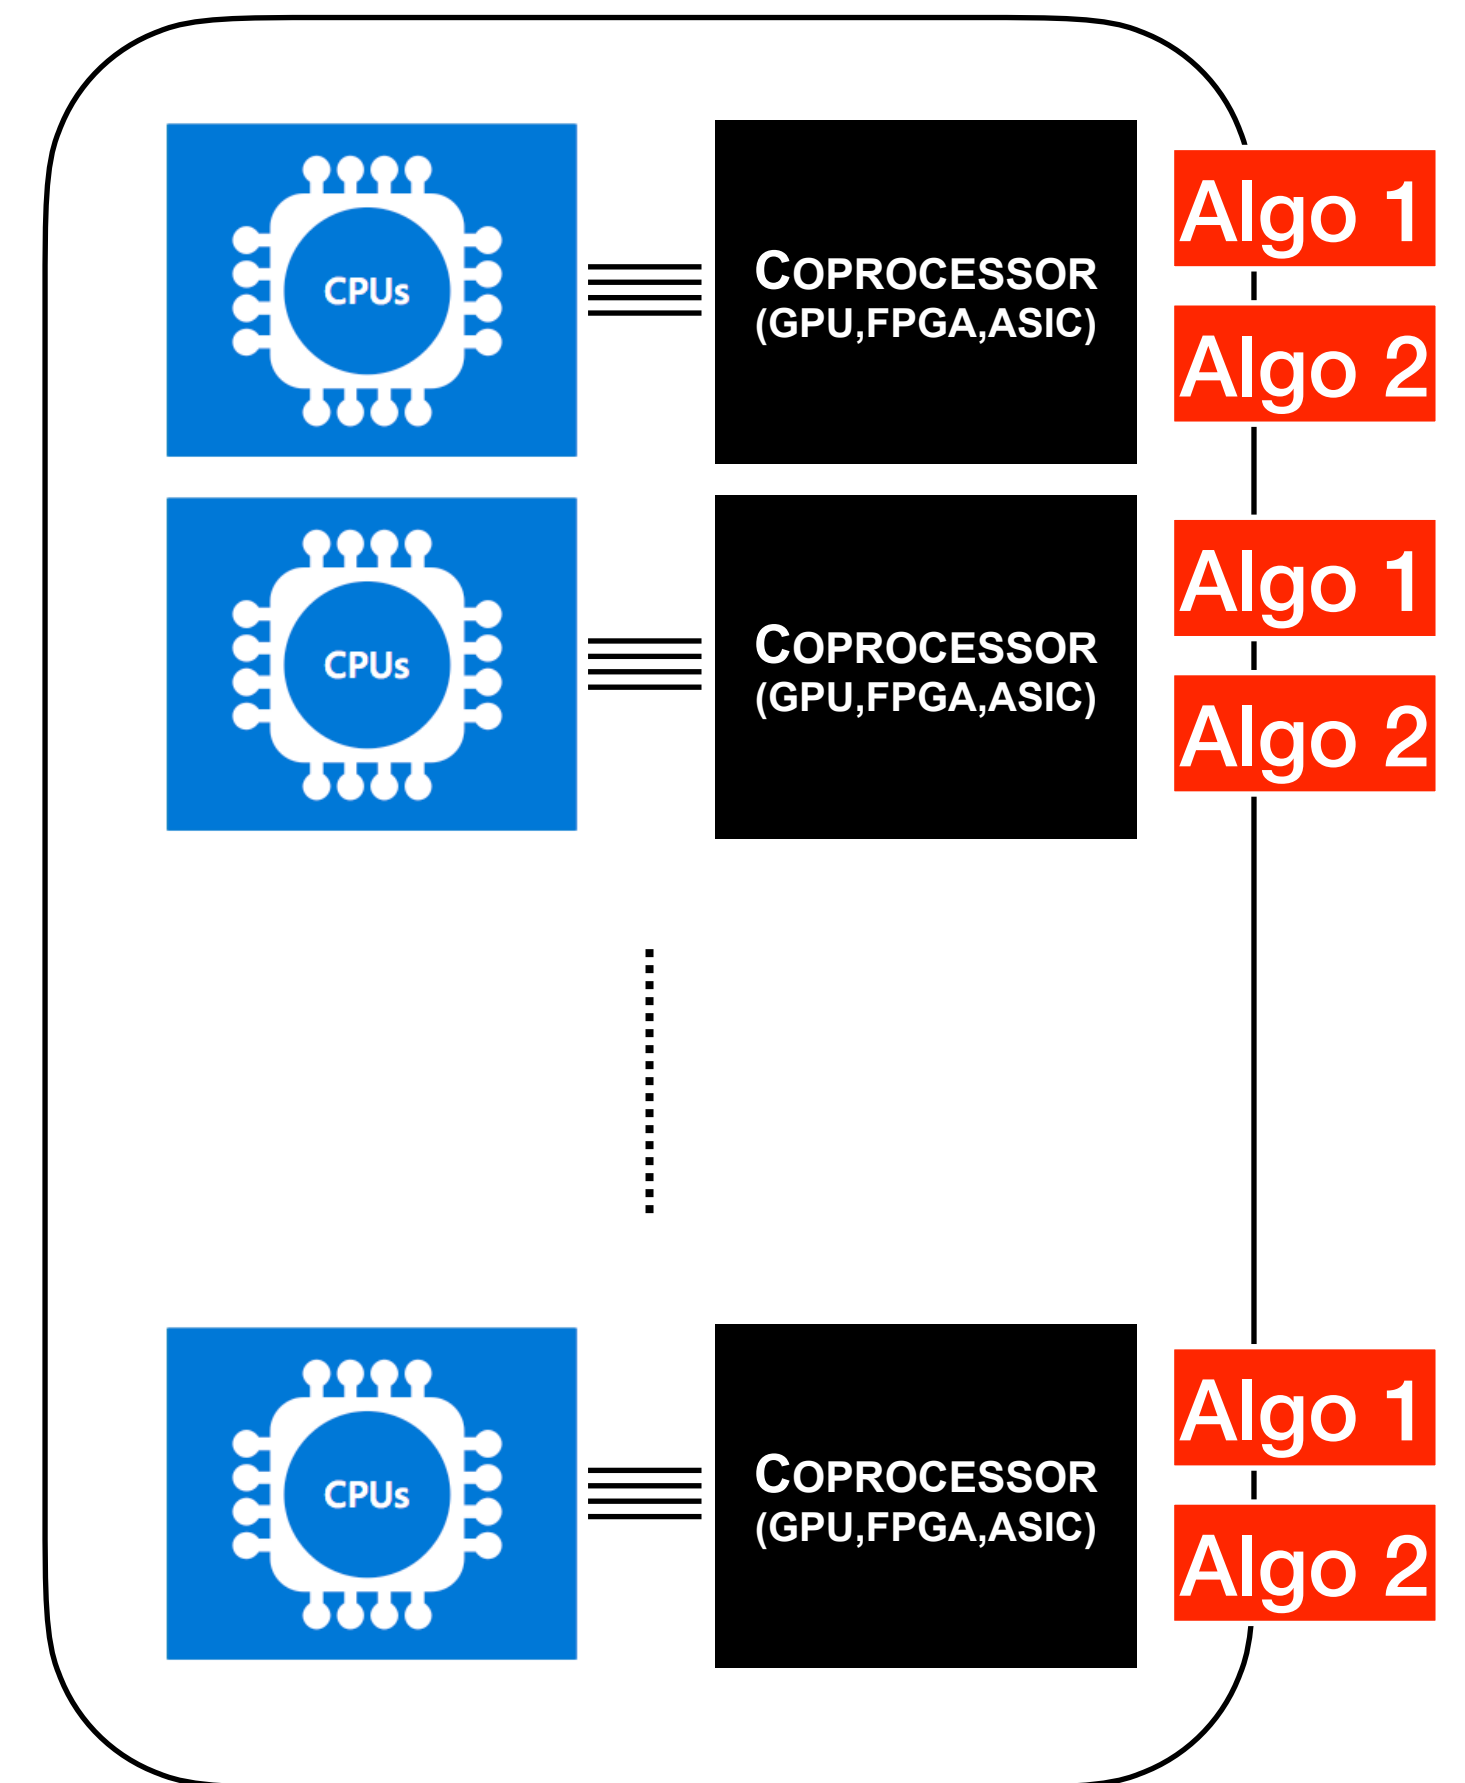 CPUs
COPROCESSOR
(GPU,FPGA,ASIC)
Algo 1
Algo 2
CPUs
COPROCESSOR
(GPU,FPGA,ASIC)
Algo 1
Algo 2
CPUs
COPROCESSOR
(GPU,FPGA,ASIC)
Algo 1
Algo 2